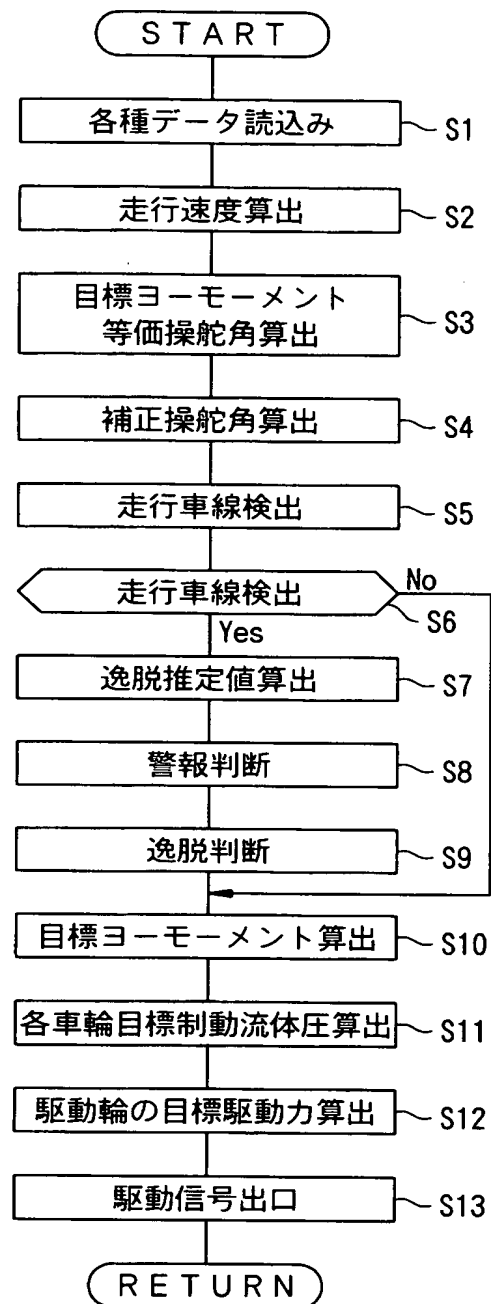 START
各種データ読込み
S1
走行速度算出
S2
目標ヨーモーメント
等価操舵角算出
S3
補正操舵角算出
S4
走行車線検出
S5
走行車線検出
No
S6
Yes
逸脱推定値算出
S7
警報判断
S8
逸脱判断
S9
目標ヨーモーメント算出
S10
各車輪目標制動流体圧算出
S11
駆動輪の目標駆動力算出
S12
駆動信号出口
S13
RETURN